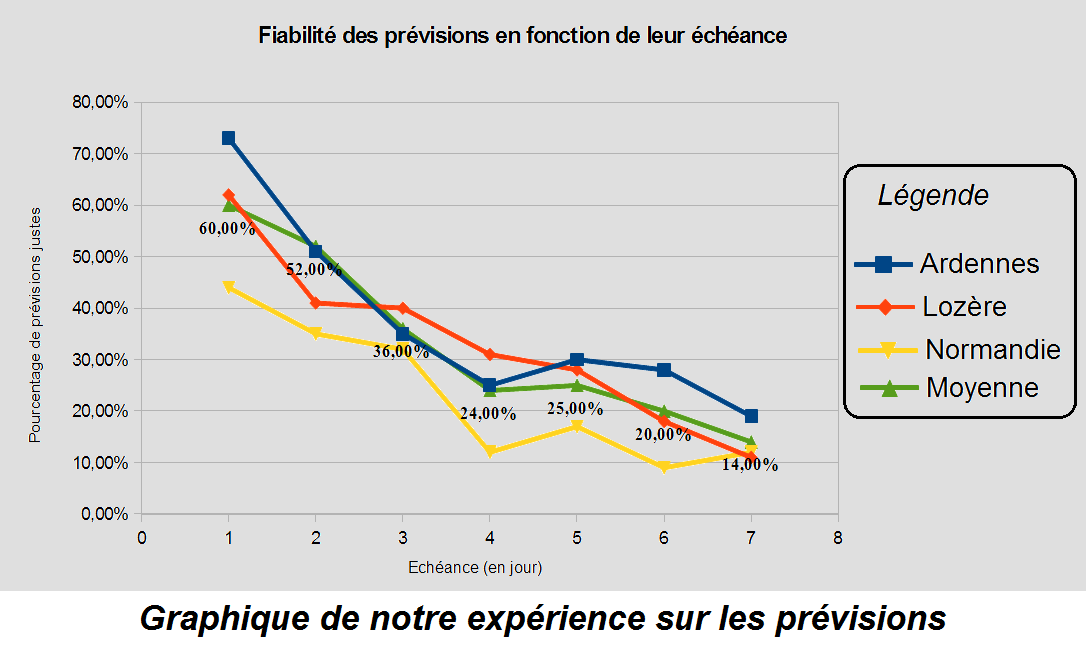 Fiabilité des prévisions en fonction de leur échéance
80,00%
70,00%
60,00%
50,00%
40,00%
30,00%
20,00%
10,00%
0,00%
Pourcentage de prévisions justes
60,00%
52,00%
36,00%
24,00%
25,00%
20,00%
14,00%
0 1 2 3 4 5 6 7 8
Echéance (en jour)
Légende
Ardennes
Lozère
Normandie
Moyenne
Graphique de notre expérience sur les prévisions